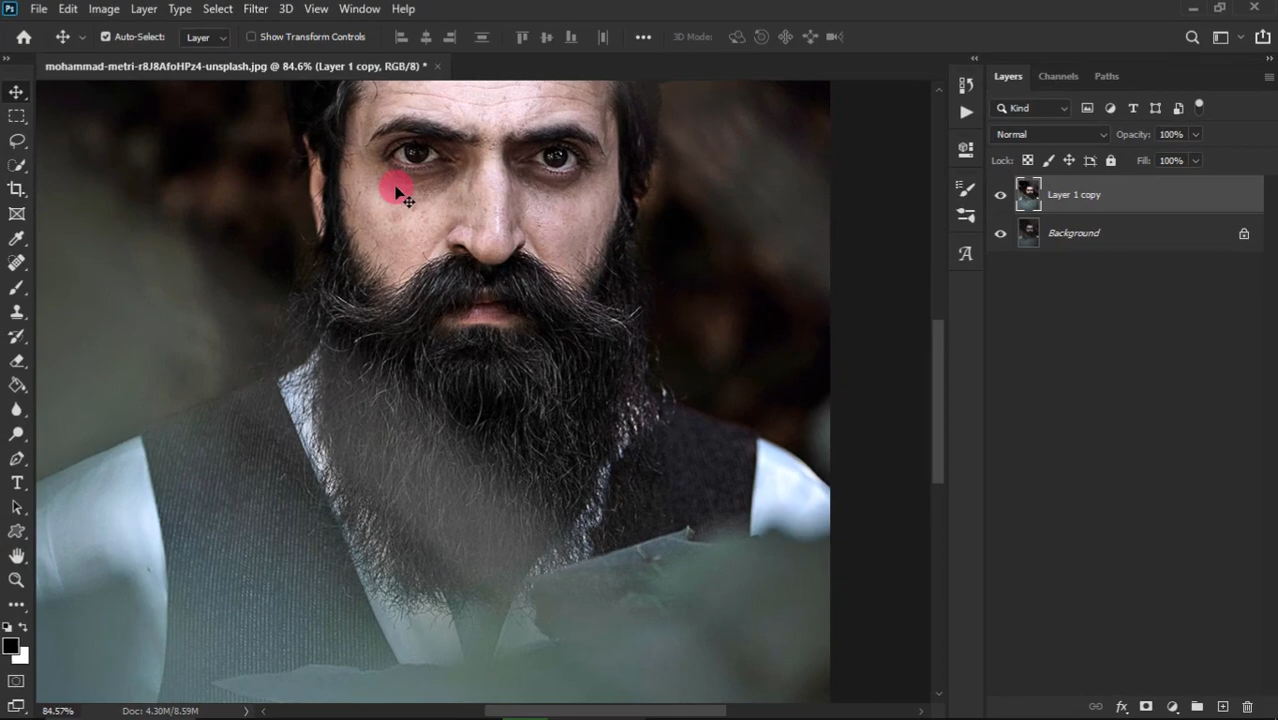 Ps File Edit Image Layer Type Select Filter 3D View Window Help
Auto-Select: Layer Show Transform Controls 3D Mode:
mohammad-metri-r8J8AfoHPz4-unsplash.jpg @ 84.6% (Layer 1 copy, RGB/8) * ×
Layers Channels Paths
Kind
Normal Opacity: 100%
Lock: Fill: 100%
Layer 1 copy
Background
84.57% Doc: 4.30M/8.59M